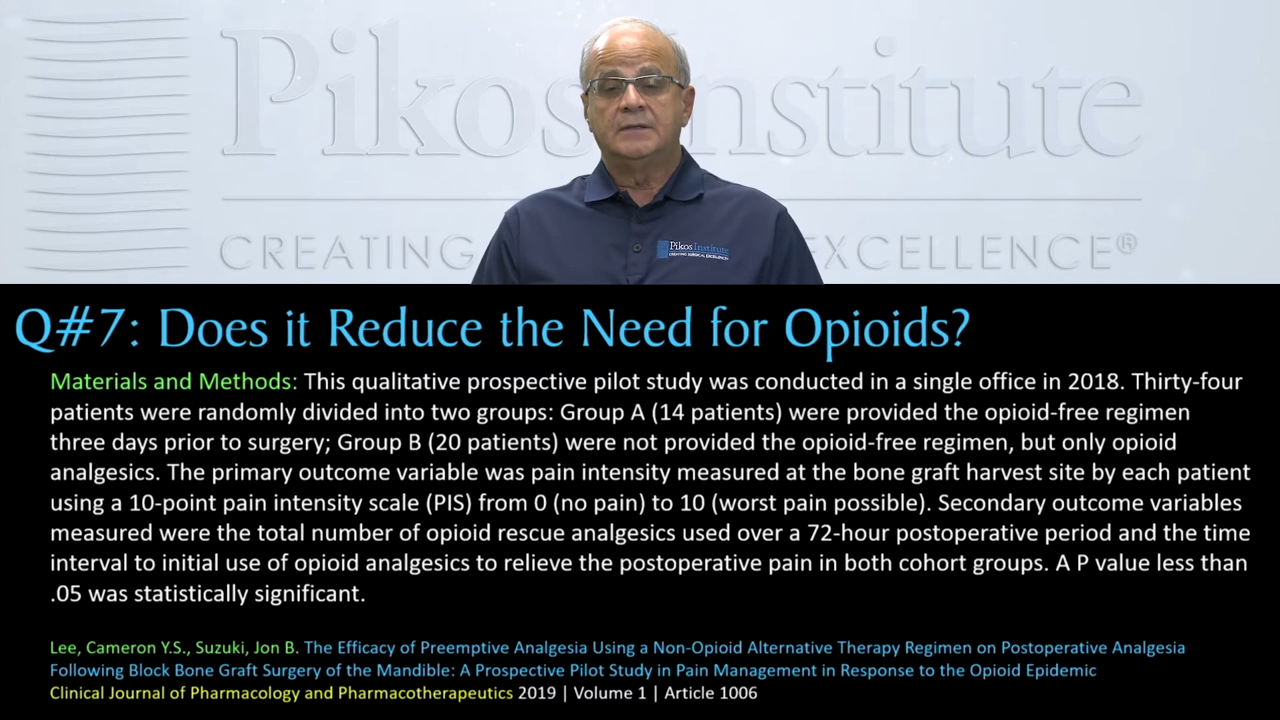 Pikos Institute
CREATING EXCELLENCE®
Pikos Institute
CREATING SURGICAL EXCELLENCE
Q#7: Does it Reduce the Need for Opioids?
Materials and Methods: This qualitative prospective pilot study was conducted in a single office in 2018. Thirty-four
patients were randomly divided into two groups: Group A (14 patients) were provided the opioid-free regimen
three days prior to surgery; Group B (20 patients) were not provided the opioid-free regimen, but only opioid
analgesics. The primary outcome variable was pain intensity measured at the bone graft harvest site by each patient
using a 10-point pain intensity scale (PIS) from 0 (no pain) to 10 (worst pain possible). Secondary outcome variables
measured were the total number of opioid rescue analgesics used over a 72-hour postoperative period and the time
interval to initial use of opioid analgesics to relieve the postoperative pain in both cohort groups. A P value less than
.05 was statistically significant.
Lee, Cameron Y.S., Suzuki, Jon B. The Efficacy of Preemptive Analgesia Using a Non-Opioid Alternative Therapy Regimen on Postoperative Analgesia
Following Block Bone Graft Surgery of the Mandible: A Prospective Pilot Study in Pain Management in Response to the Opioid Epidemic
Clinical Journal of Pharmacology and Pharmacotherapeutics 2019 | Volume 1 | Article 1006